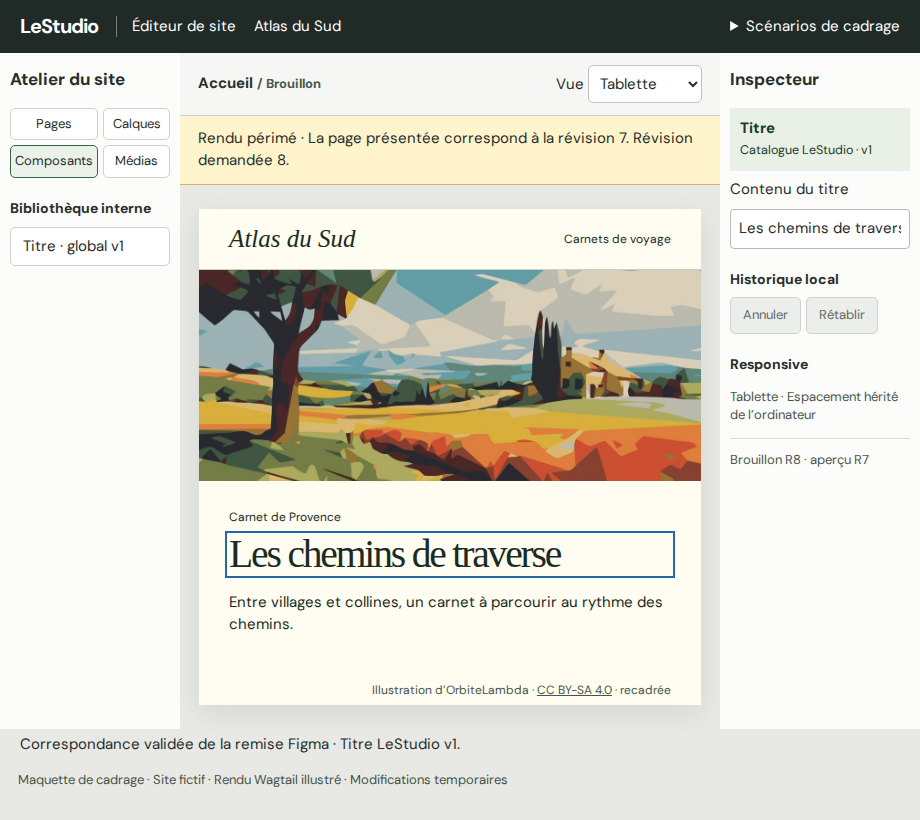 LeStudio
Éditeur de site
Atlas du Sud
▶ Scénarios de cadrage
Atelier du site
Pages
Calques
Composants
Médias
Bibliothèque interne
Titre · global v1
Accueil / Brouillon
Vue
Tablette
Rendu périmé · La page présentée correspond à la révision 7. Révision
demandée 8.
Atlas du Sud
Carnets de voyage
Carnet de Provence
Les chemins de traverse
Entre villages et collines, un carnet à parcourir au rythme des
chemins.
Illustration d’OrbiteLambda · CC BY-SA 4.0 · recadrée
Inspecteur
Titre
Catalogue LeStudio · v1
Contenu du titre
Les chemins de travers
Historique local
Annuler
Rétablir
Responsive
Tablette · Espacement hérité
de l’ordinateur
Brouillon R8 · aperçu R7
Correspondance validée de la remise Figma · Titre LeStudio v1.
Maquette de cadrage · Site fictif · Rendu Wagtail illustré · Modifications temporaires